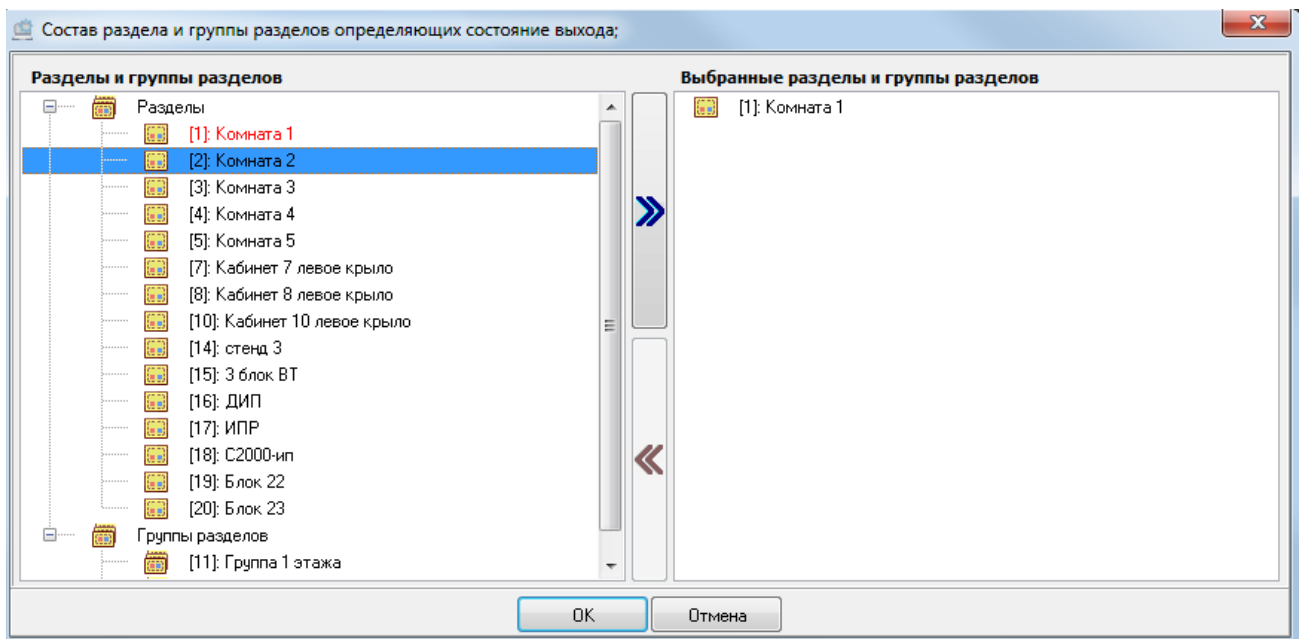 Состав раздела и группы разделов определяющих состояние выхода;
Разделы и группы разделов
Выбранные разделы и группы разделов
Разделы
[1]: Комната 1
[2]: Комната 2
[3]: Комната 3
[4]: Комната 4
[5]: Комната 5
[7]: Кабинет 7 левое крыло
[8]: Кабинет 8 левое крыло
[10]: Кабинет 10 левое крыло
[14]: стенд 3
[15]: 3 блок ВТ
[16]: ДИП
[17]: ИПР
[18]: С2000-ип
[19]: Блок 22
[20]: Блок 23
Группы разделов
[11]: Группа 1 этажа
[1]: Комната 1
OK
Отмена